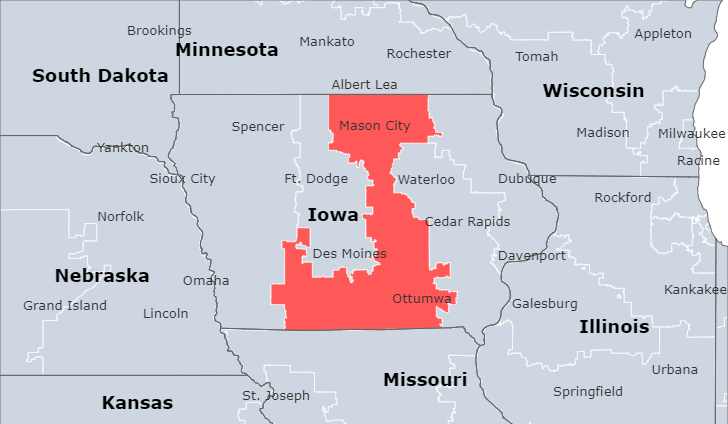 Brookings
Minnesota
Mankato
Rochester
Appleton
Tomah
South Dakota
Albert Lea
Wisconsin
Spencer
Mason City
Madison
Milwaukee
Yankton
Racine
Sioux City
Ft. Dodge
Waterloo
Dubuque
Rockford
Norfolk
Iowa
Cedar Rapids
Des Moines
Davenport
Nebraska
Omaha
Kankakee
Grand Island
Lincoln
Ottumwa
Galesburg
Illinois
Urbana
Missouri
Springfield
St. Joseph
Kansas